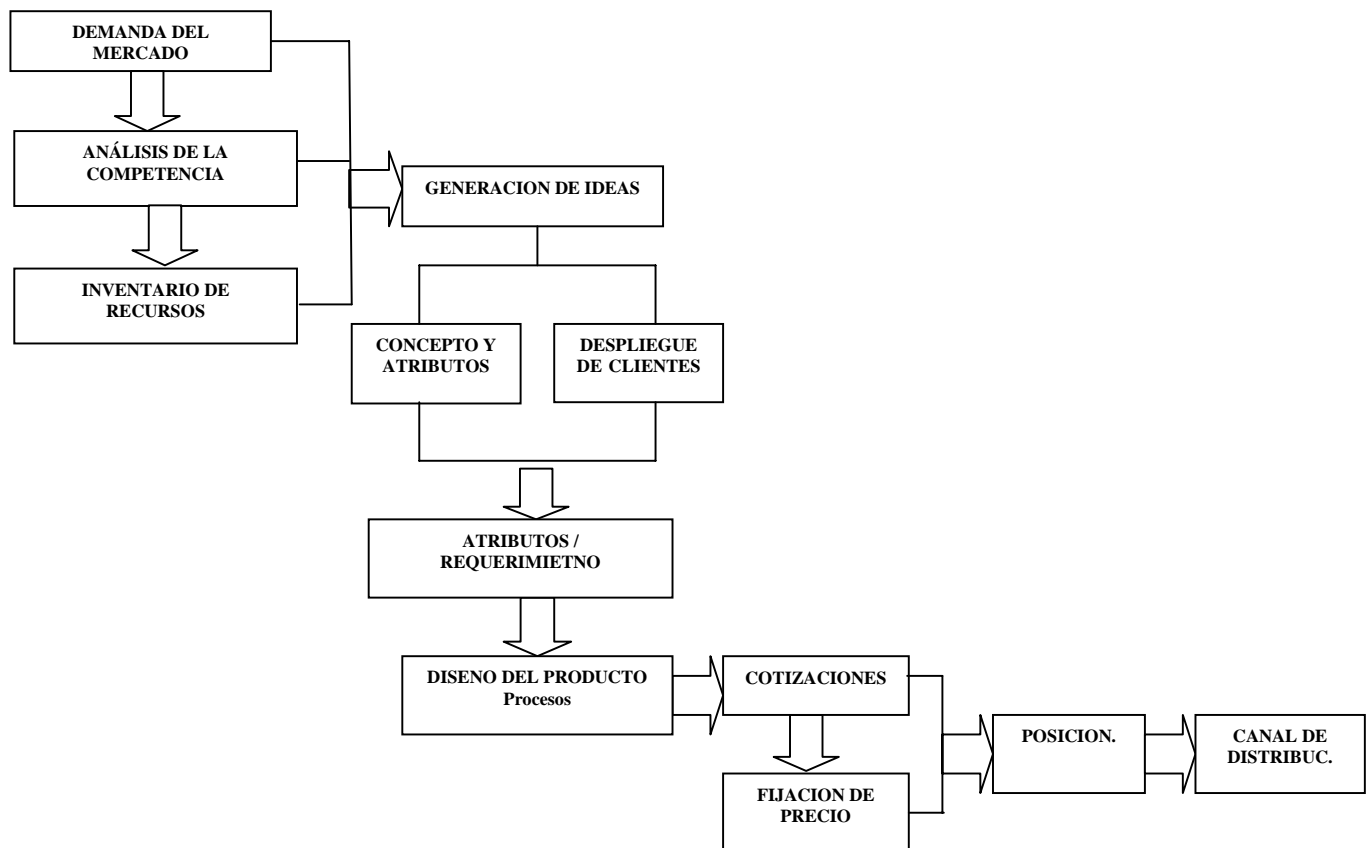 DEMANDA DEL
MERCADO
ANÁLISIS DE LA
COMPETENCIA
INVENTARIO DE
RECURSOS
GENERACION DE IDEAS
CONCEPTO Y
ATRIBUTOS
DESPLIEGUE
DE CLIENTES
ATRIBUTOS /
REQUERIMIETNO
DISENO DEL PRODUCTO
Procesos
COTIZACIONES
FIJACION DE
PRECIO
POSICION.
CANAL DE
DISTRIBUC.